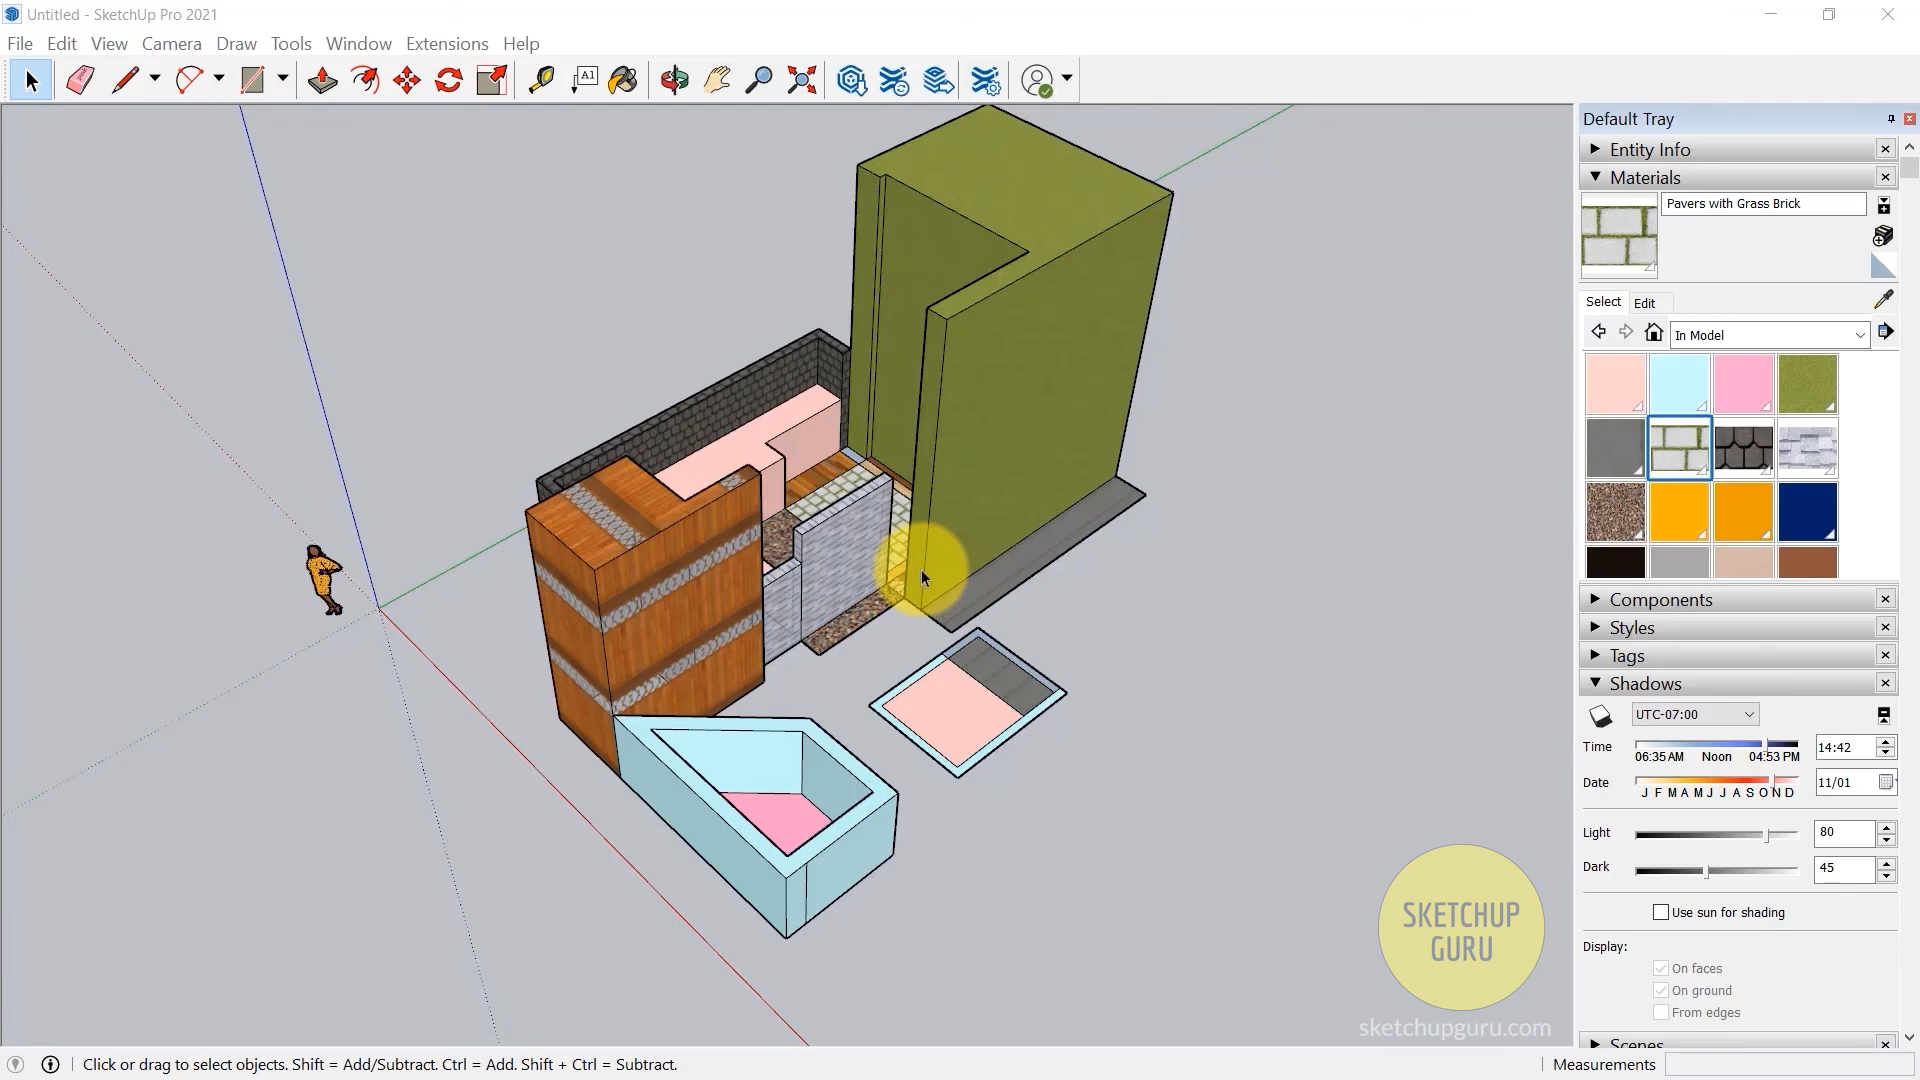 Untitled - SketchUp Pro 2021
File Edit View Camera Draw Tools Window Extensions Help
A1
Default Tray
Entity Info
Materials
Pavers with Grass Brick
Select Edit
In Model
Components
Styles
Tags
Shadows
UTC-07:00
Time 14:42
06:35 AM Noon 04:53 PM
Date 11/01
J F M A M J J A S O N D
Light 80
Dark 45
Use sun for shading
Display:
On faces
On ground
From edges
Scenes
SKETCHUP
GURU
sketchupguru.com
Click or drag to select objects. Shift = Add/Subtract. Ctrl = Add. Shift + Ctrl = Subtract.
Measurements